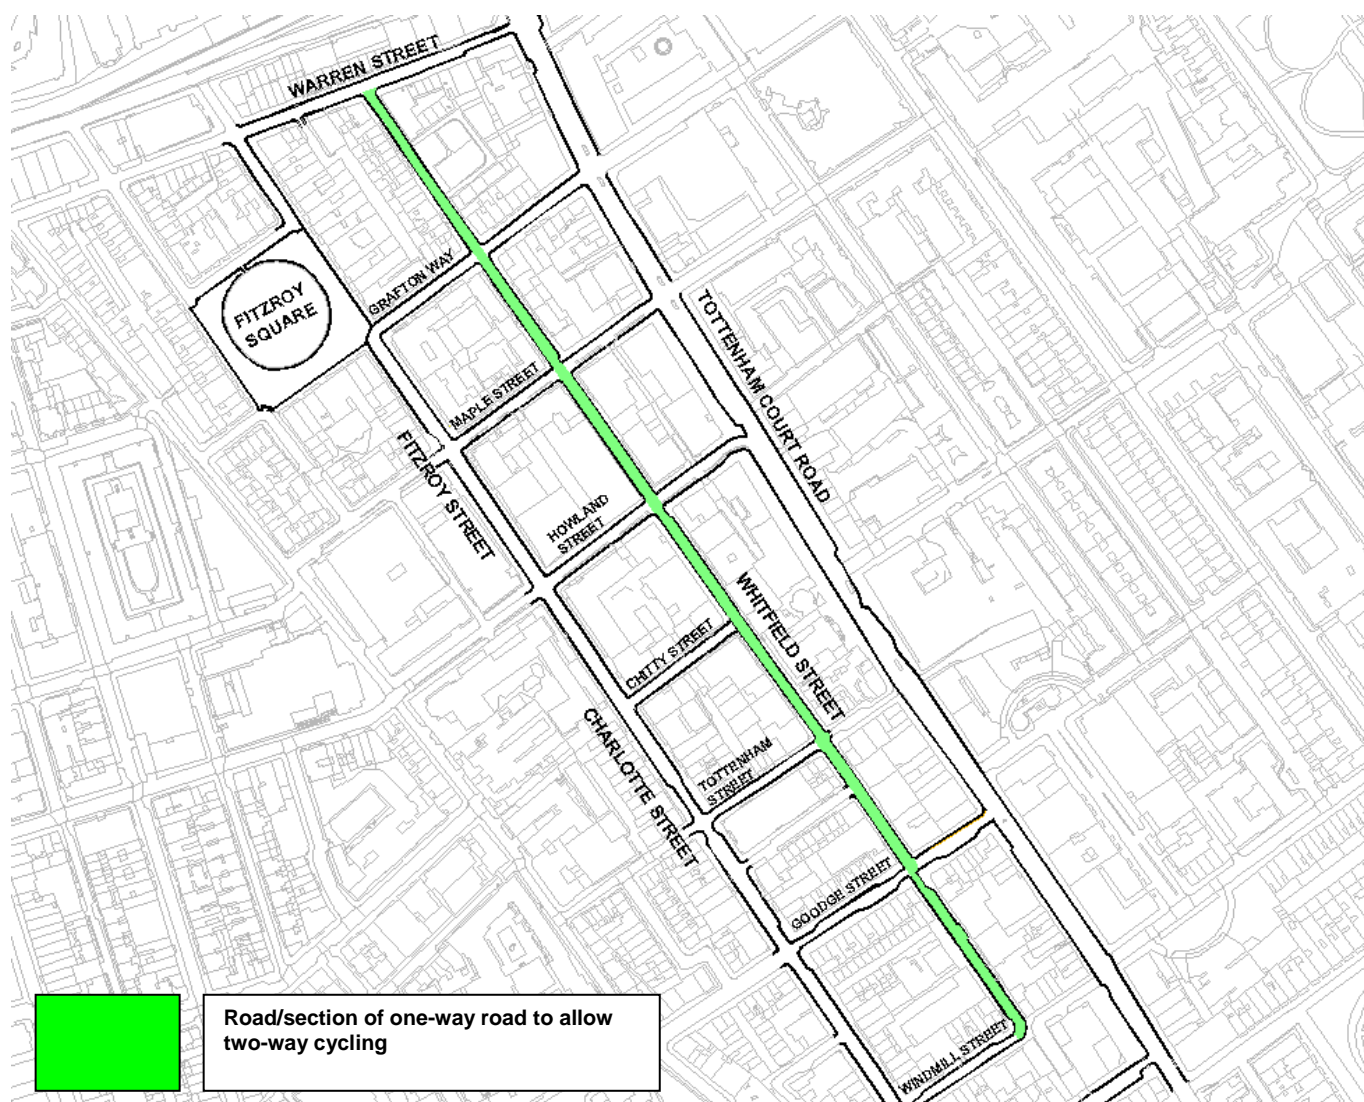 WARREN STREET
FITZROY
SQUARE
GRAFTON WAY
MAPLE STREET
TOTTENHAM COURT ROAD
FITZROY STREET
HOWLAND
STREET
WHITFIELD STREET
CHITTY STREET
CHARLOTTE STREET
TOTTENHAM
STREET
GOODGE STREET
WINDMILL STREET
Road/section of one-way road to allow
two-way cycling